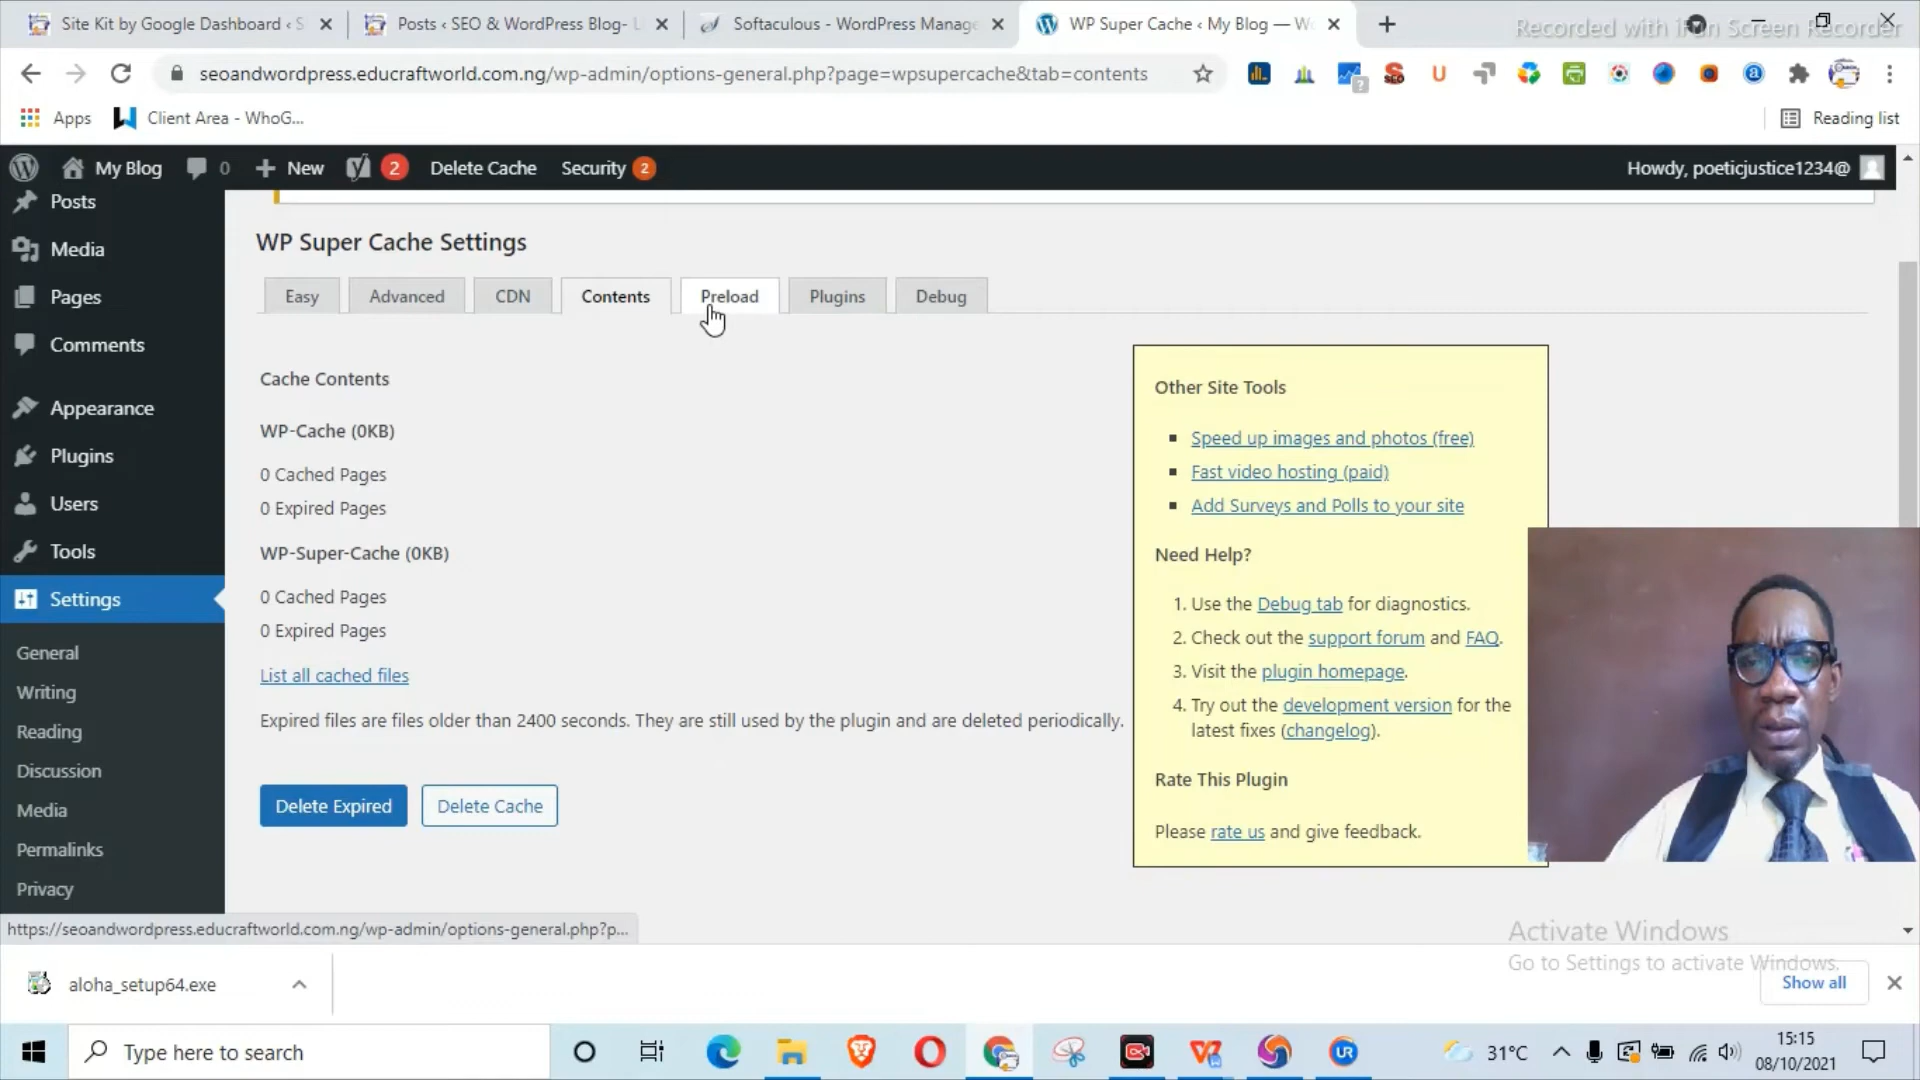 Site Kit by Google Dashboard ‹ S
Posts ‹ SEO & WordPress Blog- L
Softaculous - WordPress Manage
WP Super Cache ‹ My Blog — Wo
Recorded with iFun Screen Recorder
seoandwordpress.educraftworld.com.ng/wp-admin/options-general.php?page=wpsupercache&tab=contents
Apps
Client Area - WhoG...
Reading list
My Blog
0
New
2
Delete Cache
Security 2
Howdy, poeticjustice1234@
Posts
Media
Pages
Comments
Appearance
Plugins
Users
Tools
Settings
General
Writing
Reading
Discussion
Media
Permalinks
Privacy
WP Super Cache Settings
Easy
Advanced
CDN
Contents
Preload
Plugins
Debug
Cache Contents
WP-Cache (0KB)
0 Cached Pages
0 Expired Pages
WP-Super-Cache (0KB)
0 Cached Pages
0 Expired Pages
List all cached files
Expired files are files older than 2400 seconds. They are still used by the plugin and are deleted periodically.
Delete Expired
Delete Cache
Other Site Tools
Speed up images and photos (free)
Fast video hosting (paid)
Add Surveys and Polls to your site
Need Help?
1. Use the Debug tab for diagnostics.
2. Check out the support forum and FAQ.
3. Visit the plugin homepage.
4. Try out the development version for the
latest fixes (changelog).
Rate This Plugin
Please rate us and give feedback.
https://seoandwordpress.educraftworld.com.ng/wp-admin/options-general.php?p...
Activate Windows
Go to Settings to activate Windows.
aloha_setup64.exe
Show all
Type here to search
UR
31°C
15:15
08/10/2021